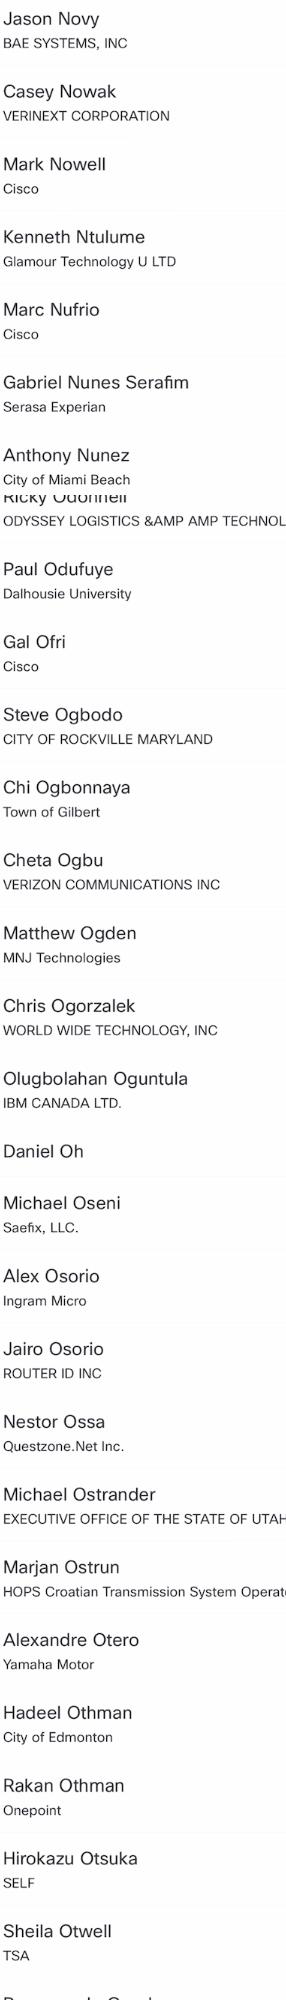 Jason Novy
BAE SYSTEMS, INC
Casey Nowak
VERINEXT CORPORATION
Mark Nowell
Cisco
Kenneth Ntulume
Glamour Technology U LTD
Marc Nufrio
Cisco
Gabriel Nunes Serafim
Serasa Experian
Anthony Nunez
City of Miami Beach
Ricky Odonnell
ODYSSEY LOGISTICS &AMP AMP TECHNOL
Paul Odufuye
Dalhousie University
Gal Ofri
Cisco
Steve Ogbodo
CITY OF ROCKVILLE MARYLAND
Chi Ogbonnaya
Town of Gilbert
Cheta Ogbu
VERIZON COMMUNICATIONS INC
Matthew Ogden
MNJ Technologies
Chris Ogorzalek
WORLD WIDE TECHNOLOGY, INC
Olugbolahan Oguntula
IBM CANADA LTD.
Daniel Oh
Michael Oseni
Saefix, LLC.
Alex Osorio
Ingram Micro
Jairo Osorio
ROUTER ID INC
Nestor Ossa
Questzone.Net Inc.
Michael Ostrander
EXECUTIVE OFFICE OF THE STATE OF UTAH
Marjan Ostrun
HOPS Croatian Transmission System Operat
Alexandre Otero
Yamaha Motor
Hadeel Othman
City of Edmonton
Rakan Othman
Onepoint
Hirokazu Otsuka
SELF
Sheila Otwell
TSA